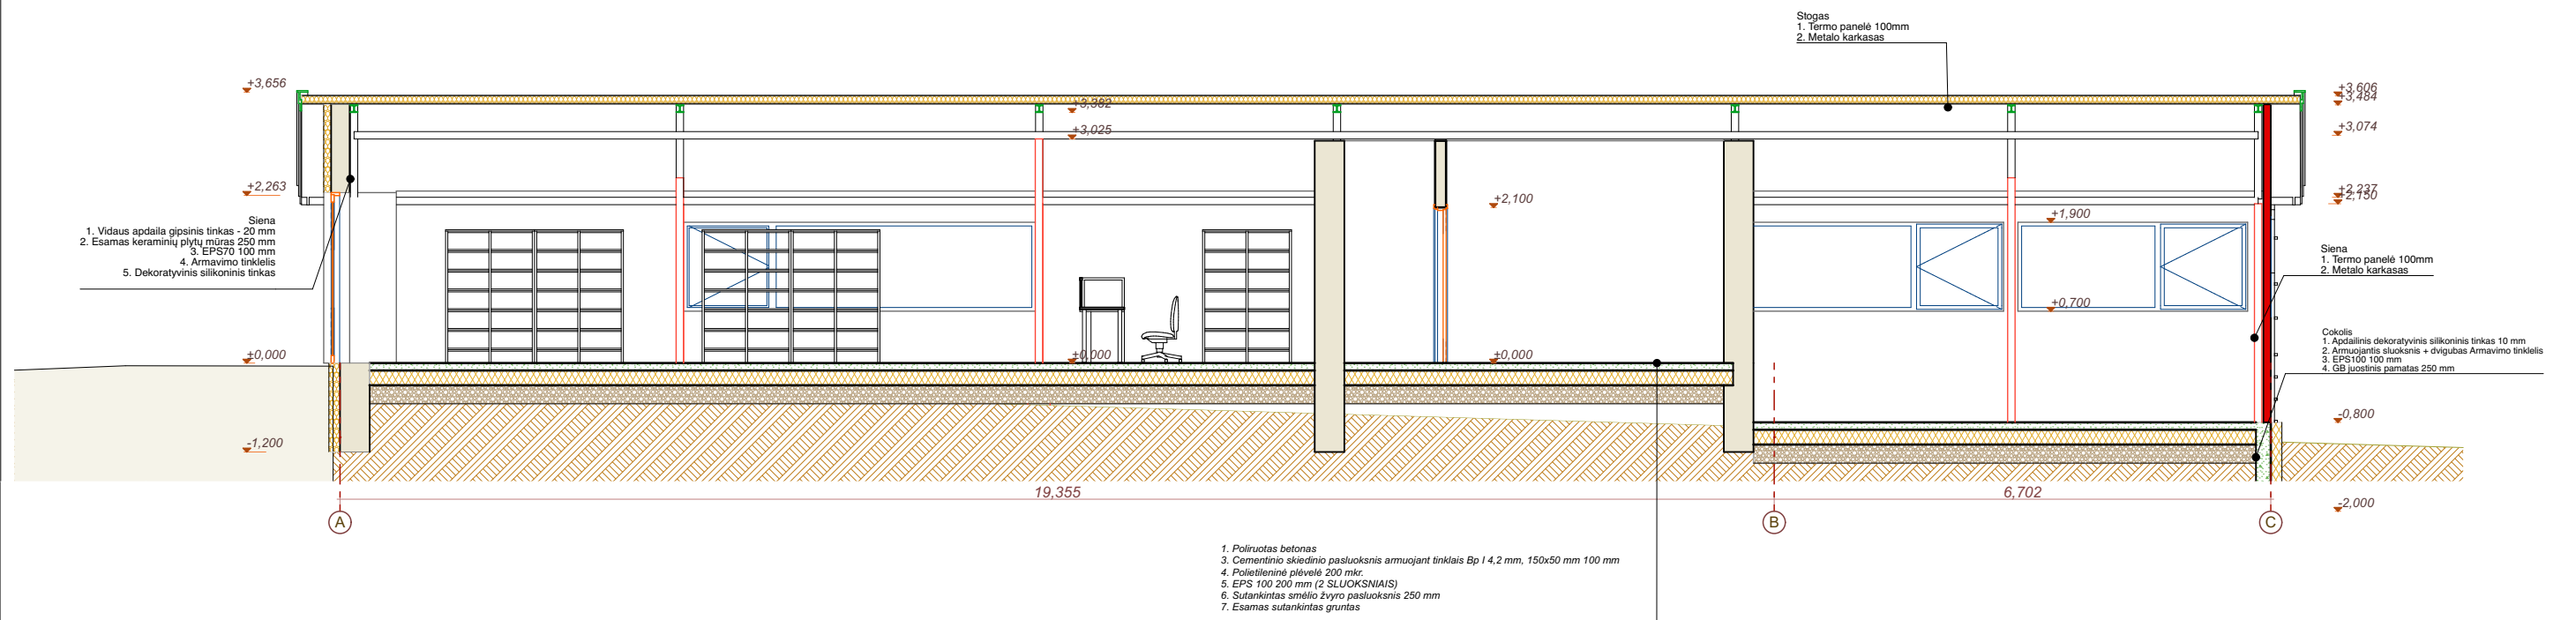 Stogas
1. Termo panelė 100mm
2. Metalo karkasas
+3,656
+3,382
+3,606
+3,484
+3,025
+3,074
+2,263
+2,100
+2,237
+2,150
+1,900
Siena
1. Vidaus apdaila gipsinis tinkas - 20 mm
2. Esamas keraminių plytų mūras 250 mm
3. EPS70 100 mm
4. Armavimo tinklelis
5. Dekoratyvinis silikoninis tinkas
Siena
1. Termo panelė 100mm
2. Metalo karkasas
+0,700
Cokolis
1. Apdailinis dekoratyvinis silikoninis tinkas 10 mm
2. Armuojantis sluoksnis + dvigubas Armavimo tinklelis
3. EPS100 100 mm
4. GB juostinis pamatas 250 mm
±0,000
±0,000
±0,000
-0,800
-1,200
19,355
6,702
-2,000
A
B
C
1. Poliruotas betonas
3. Cementinio skiedinio pasluoksnis armuojant tinklais Bp I 4,2 mm, 150x50 mm 100 mm
4. Polietileninė plėvelė 200 mkr.
5. EPS 100 200 mm (2 SLUOKSNIAIS)
6. Sutankintas smėlio žvyro pasluoksnis 250 mm
7. Esamas sutankintas gruntas